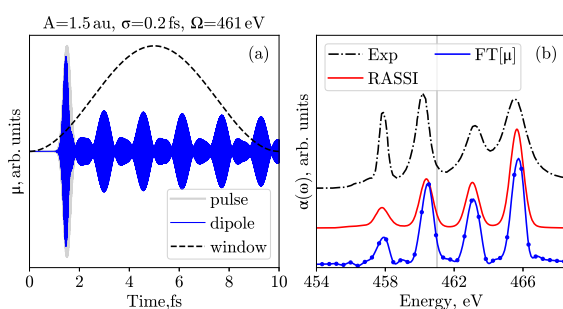 A=1.5 au, σ=0.2 fs, Ω=461 eV
(a)
μ, arb. units
pulse
dipole
window
0 2 4 6 8 10
Time,fs
(b)
Exp
RASSI
FT[μ]
α(ω), arb. units
454 458 462 466
Energy, eV